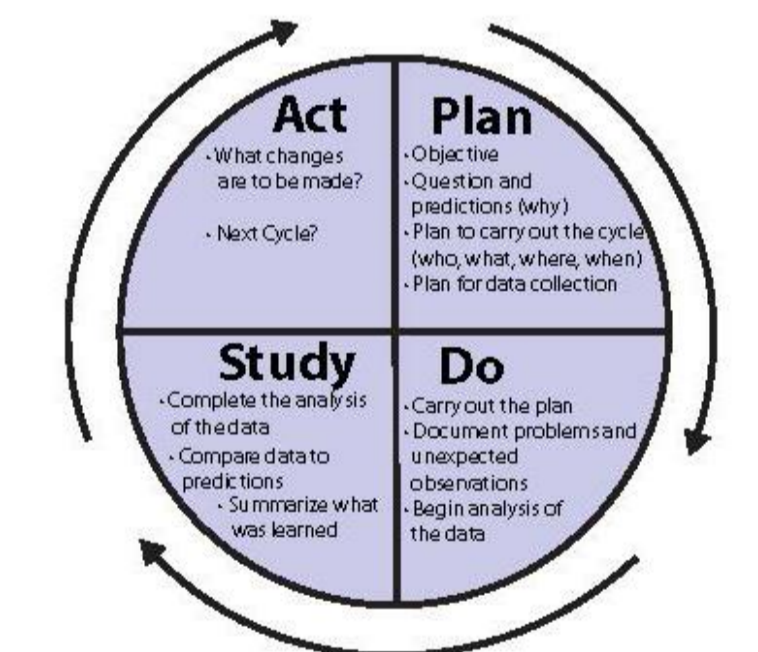 Act
· What changes
are to be made?
· Next Cycle?
Plan
· Objective
· Question and
predictions (why)
· Plan to carry out the cycle
(who, what, where, when)
· Plan for data collection
Study
· Complete the analysis
of the data
· Compare data to
predictions
· Summarize what
was learned
Do
· Carry out the plan
· Document problems and
unexpected
observations
· Begin analysis of
the data